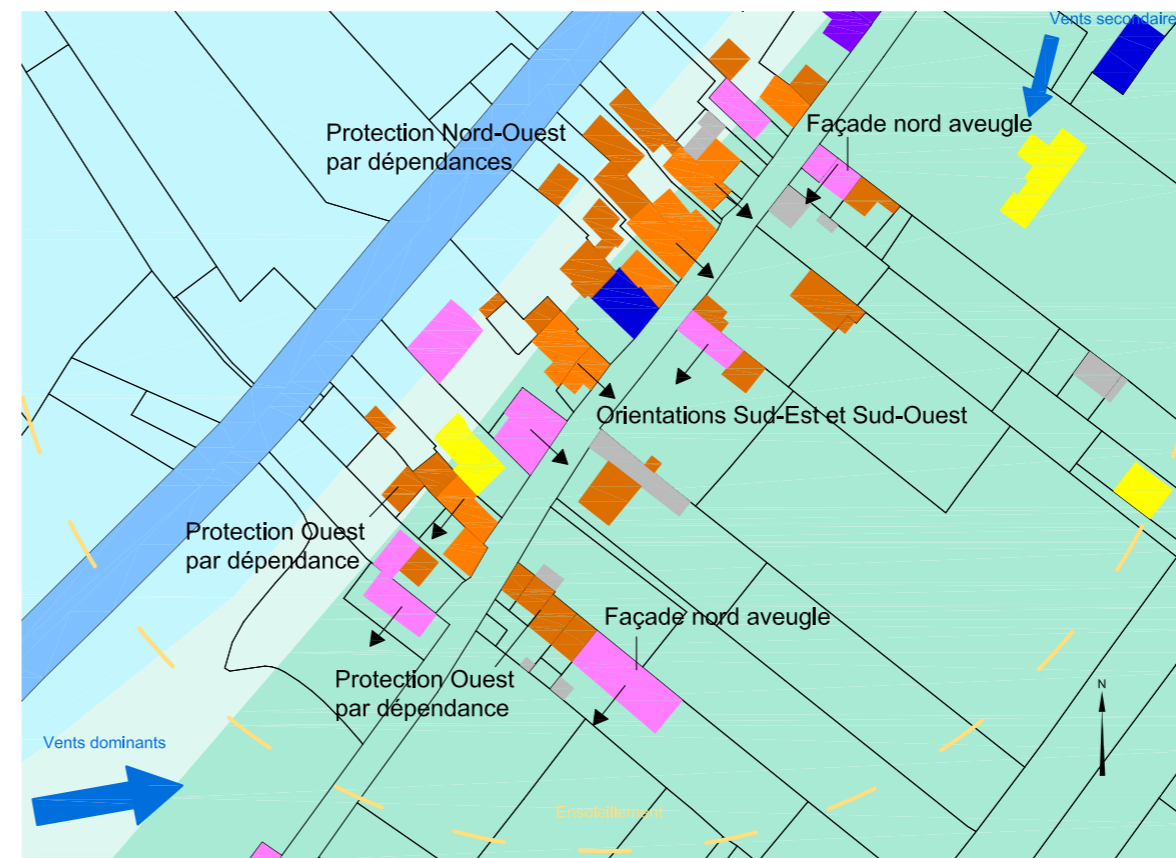 Vents secondaire
Façade nord aveugle
Protection Nord-Ouest
par dépendances
Orientations Sud-Est et Sud-Ouest
Protection Ouest
par dépendance
Façade nord aveugle
Protection Ouest
par dépendance
N
Vents dominants
Ensoleillement